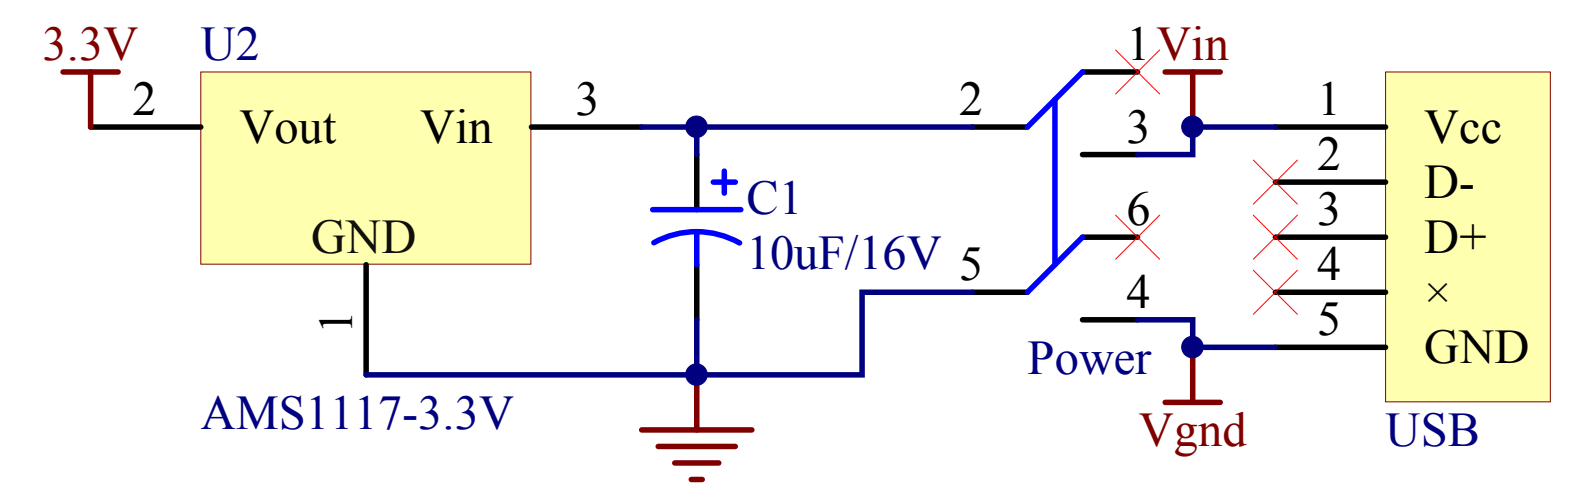 3.3V
U2
2
Vout
Vin
3
GND
1
AMS1117-3.3V
+
C1
10uF/16V
2
1
3
5
6
4
Power
Vin
Vgnd
1
Vcc
2
D-
3
D+
4
×
5
GND
USB